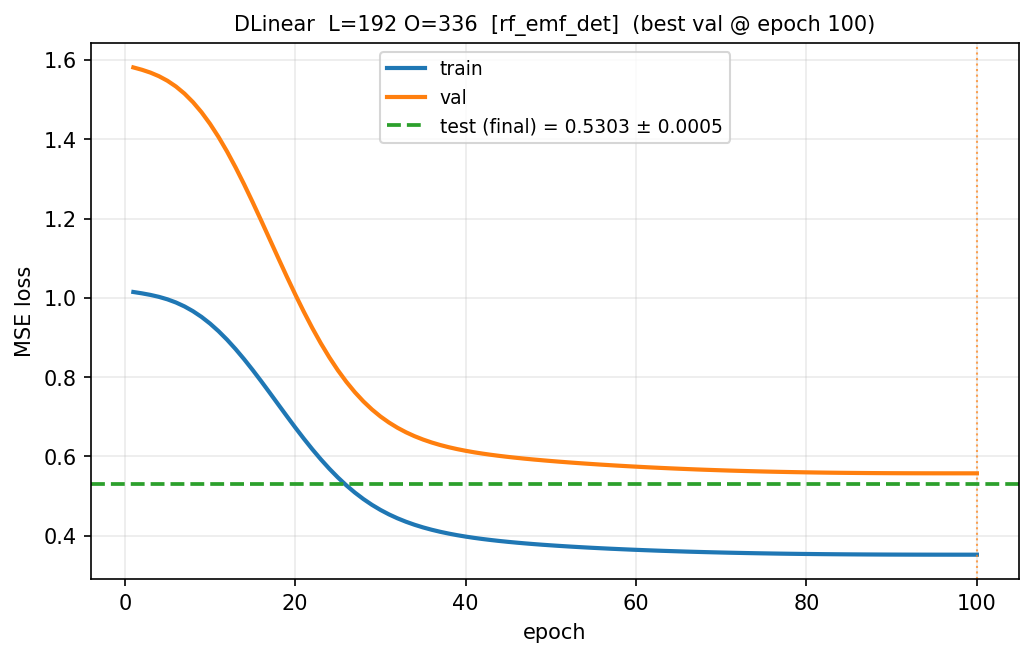 DLinear  L=192 O=336  [rf_emf_det]  (best val @ epoch 100)
train
val
test (final) = 0.5303 ± 0.0005
MSE loss
1.6
1.4
1.2
1.0
0.8
0.6
0.4
0 20 40 60 80 100
epoch